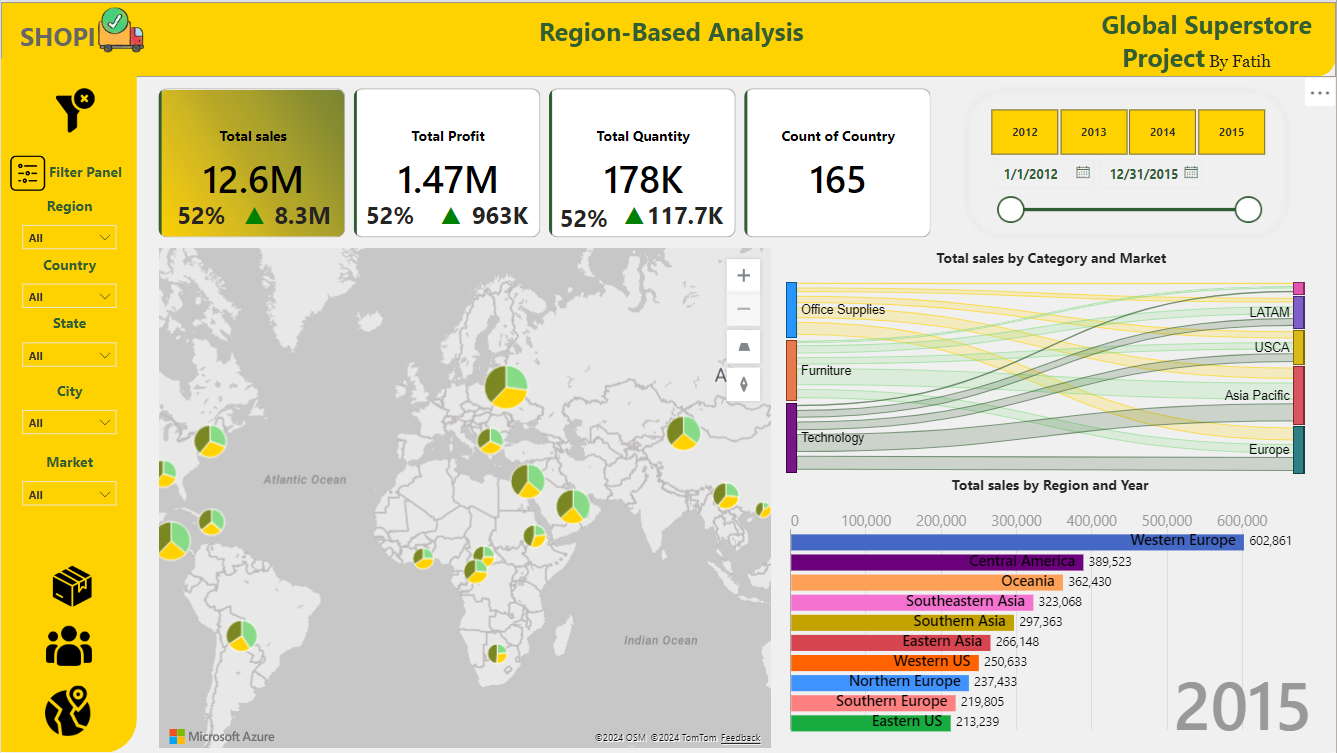 SHOPI
Region-Based Analysis
Global Superstore
Project By Fatih
Filter Panel
Region
All
Country
All
State
All
City
All
Market
All
Total sales
12.6M
52% ▲ 8.3M
Total Profit
1.47M
52% ▲ 963K
Total Quantity
178K
52% ▲ 117.7K
Count of Country
165
2012 2013 2014 2015
1/1/2012 12/31/2015
Atlantic Ocean
Indian Ocean
A
Microsoft Azure
©2024 OSM ©2024 TomTom Feedback
Total sales by Category and Market
Office Supplies
Furniture
Technology
LATAM
USCA
Asia Pacific
Europe
Total sales by Region and Year
0 100,000 200,000 300,000 400,000 500,000 600,000
Western Europe 602,861
Central America 389,523
Oceania 362,430
Southeastern Asia 323,068
Southern Asia 297,363
Eastern Asia 266,148
Western US 250,633
Northern Europe 237,433
Southern Europe 219,805
Eastern US 213,239
2015